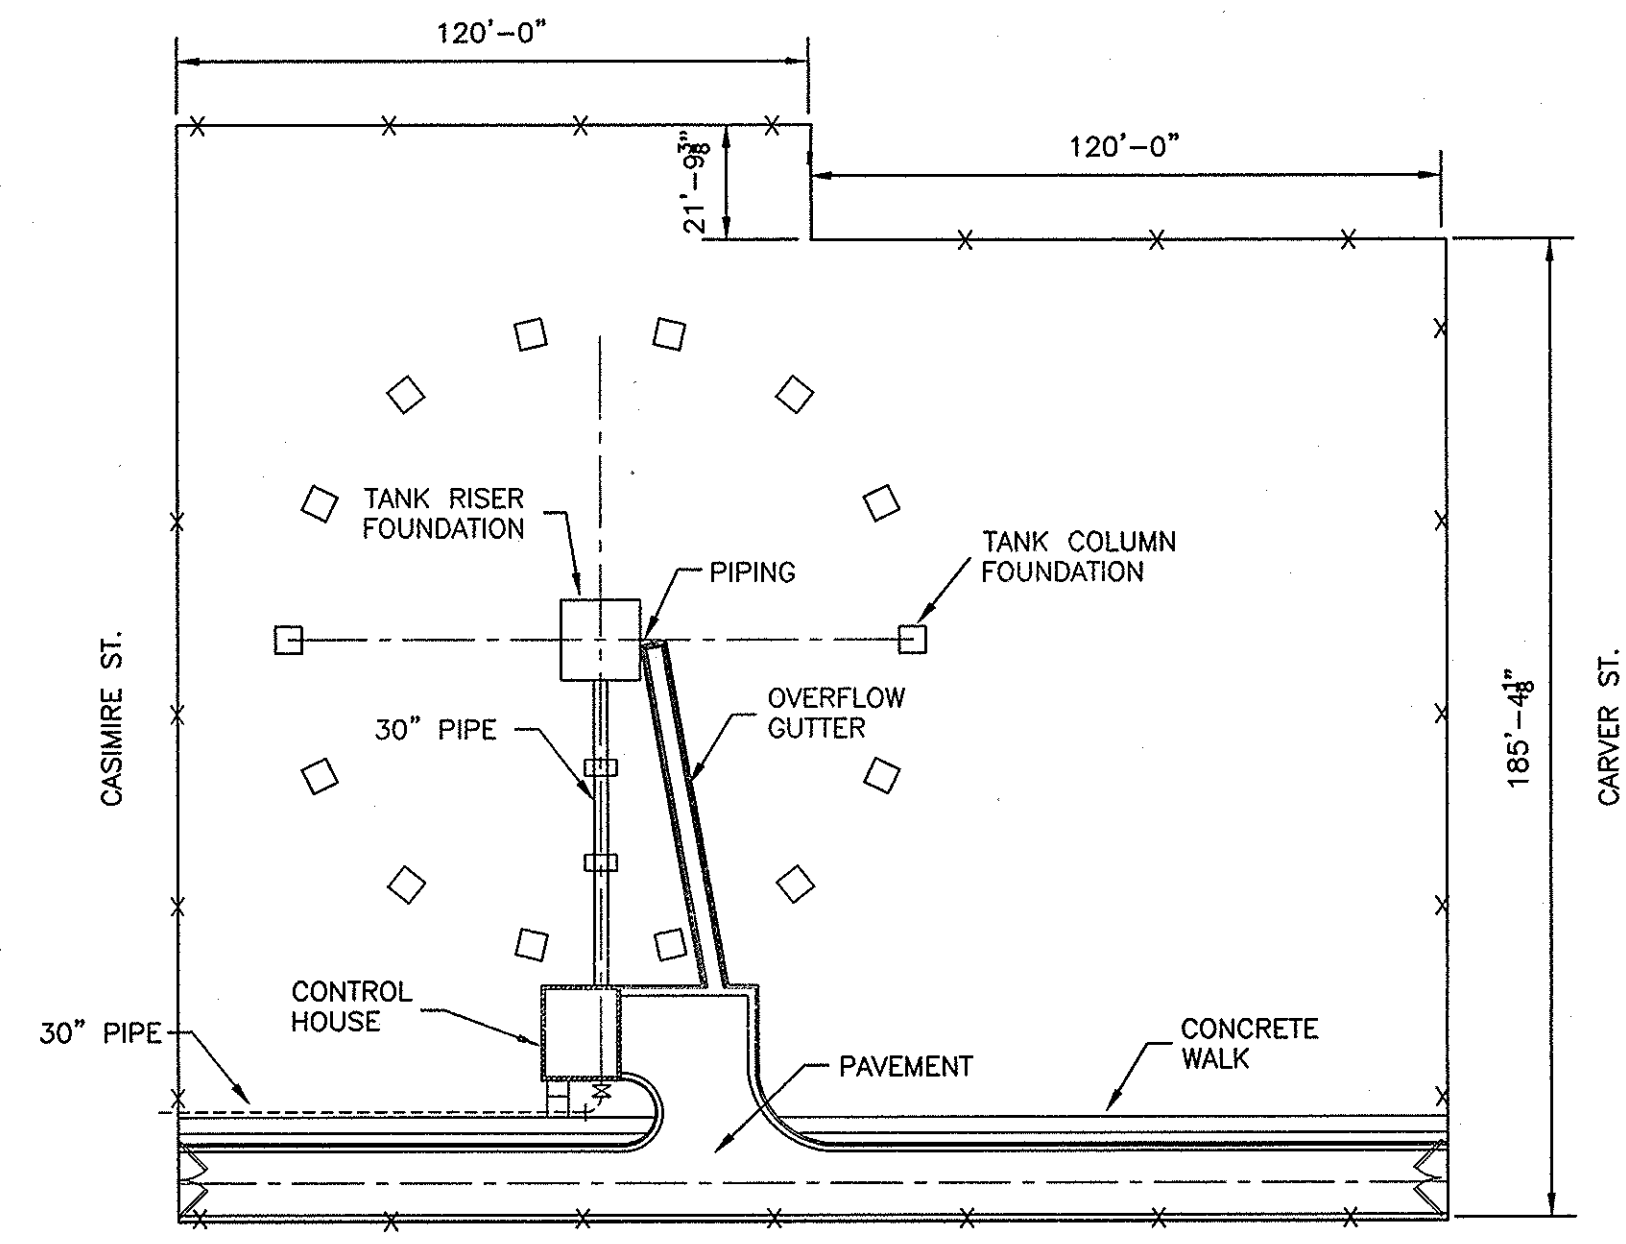 120'-0"
120'-0"
21'-9 3/8"
TANK RISER
FOUNDATION
TANK COLUMN
FOUNDATION
PIPING
OVERFLOW
GUTTER
30" PIPE
CASIMIRE ST.
185'-4 1/8"
CARVER ST.
CONTROL
HOUSE
30" PIPE
CONCRETE
WALK
PAVEMENT